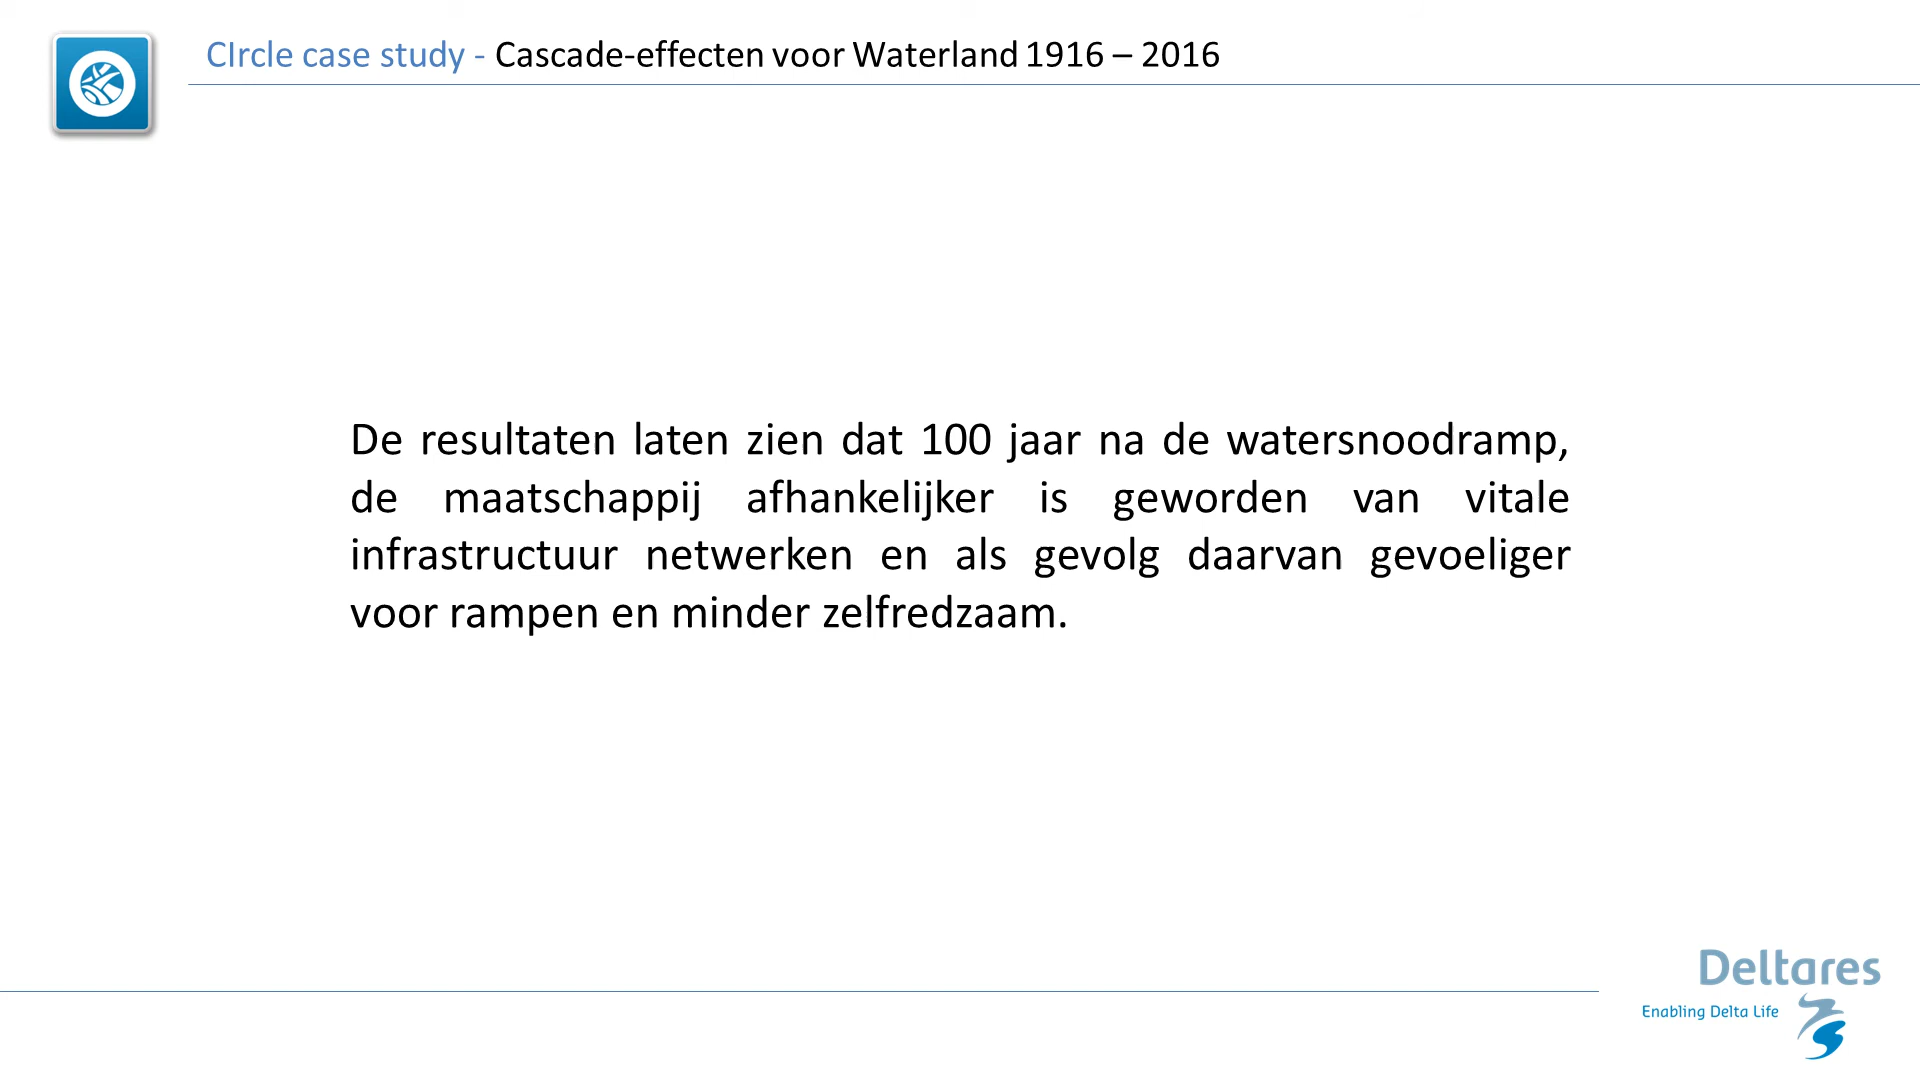 CIrcle case study - Cascade-effecten voor Waterland 1916 – 2016
De resultaten laten zien dat 100 jaar na de watersnoodramp,
de maatschappij afhankelijker is geworden van vitale
infrastructuur netwerken en als gevolg daarvan gevoeliger
voor rampen en minder zelfredzaam.
Deltares
Enabling Delta Life